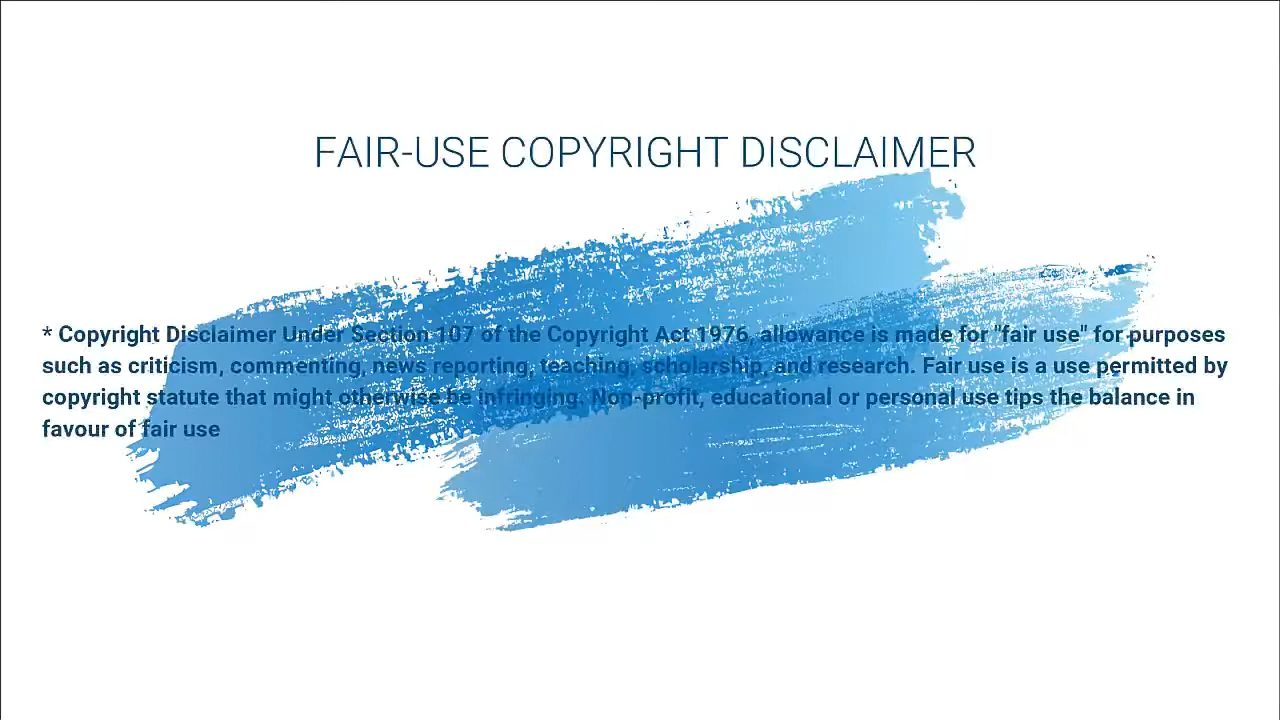 FAIR-USE COPYRIGHT DISCLAIMER
* Copyright Disclaimer Under Section 107 of the Copyright Act 1976, allowance is made for "fair use" for purposes
such as criticism, commenting, news reporting, teaching, scholarship, and research. Fair use is a use permitted by
copyright statute that might otherwise be infringing. Non-profit, educational or personal use tips the balance in
favour of fair use